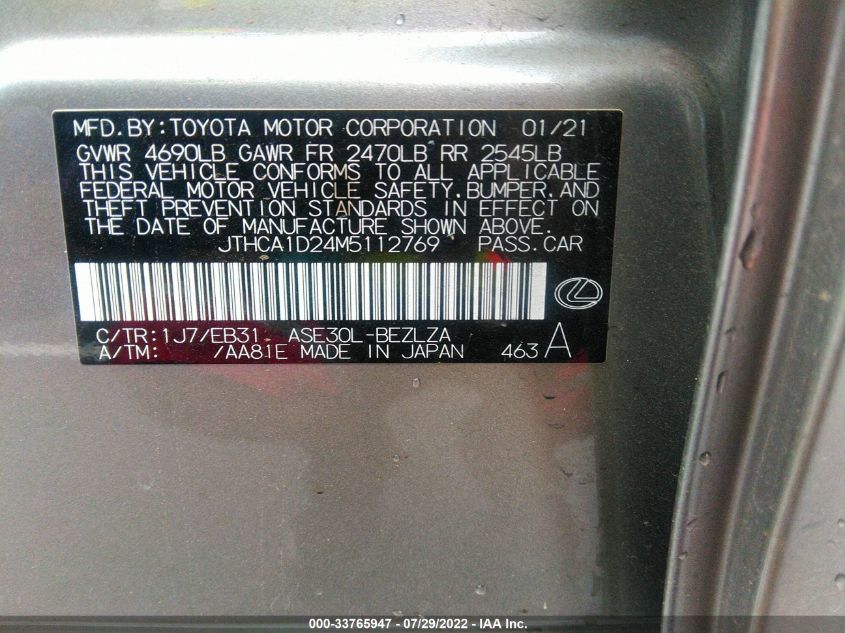 MFD.BY:TOYOTA MOTOR CORPORATION 01/21
GVWR 4690LB GAWR FR 2470LB RR 2545LB
THIS VEHICLE CONFORMS TO ALL APPLICABLE
FEDERAL MOTOR VEHICLE SAFETY,BUMPER,AND
THEFT PREVENTION STANDARDS IN EFFECT ON
THE DATE OF MANUFACTURE SHOWN ABOVE.
JTHCA1D24M5112769 PASS.CAR
C/TR:1J7/EB31 ASE30L-BEZLZA
A/TM: /AA81E MADE IN JAPAN 463 A
000-33765947 / 07/29/2022 - IAA Inc.